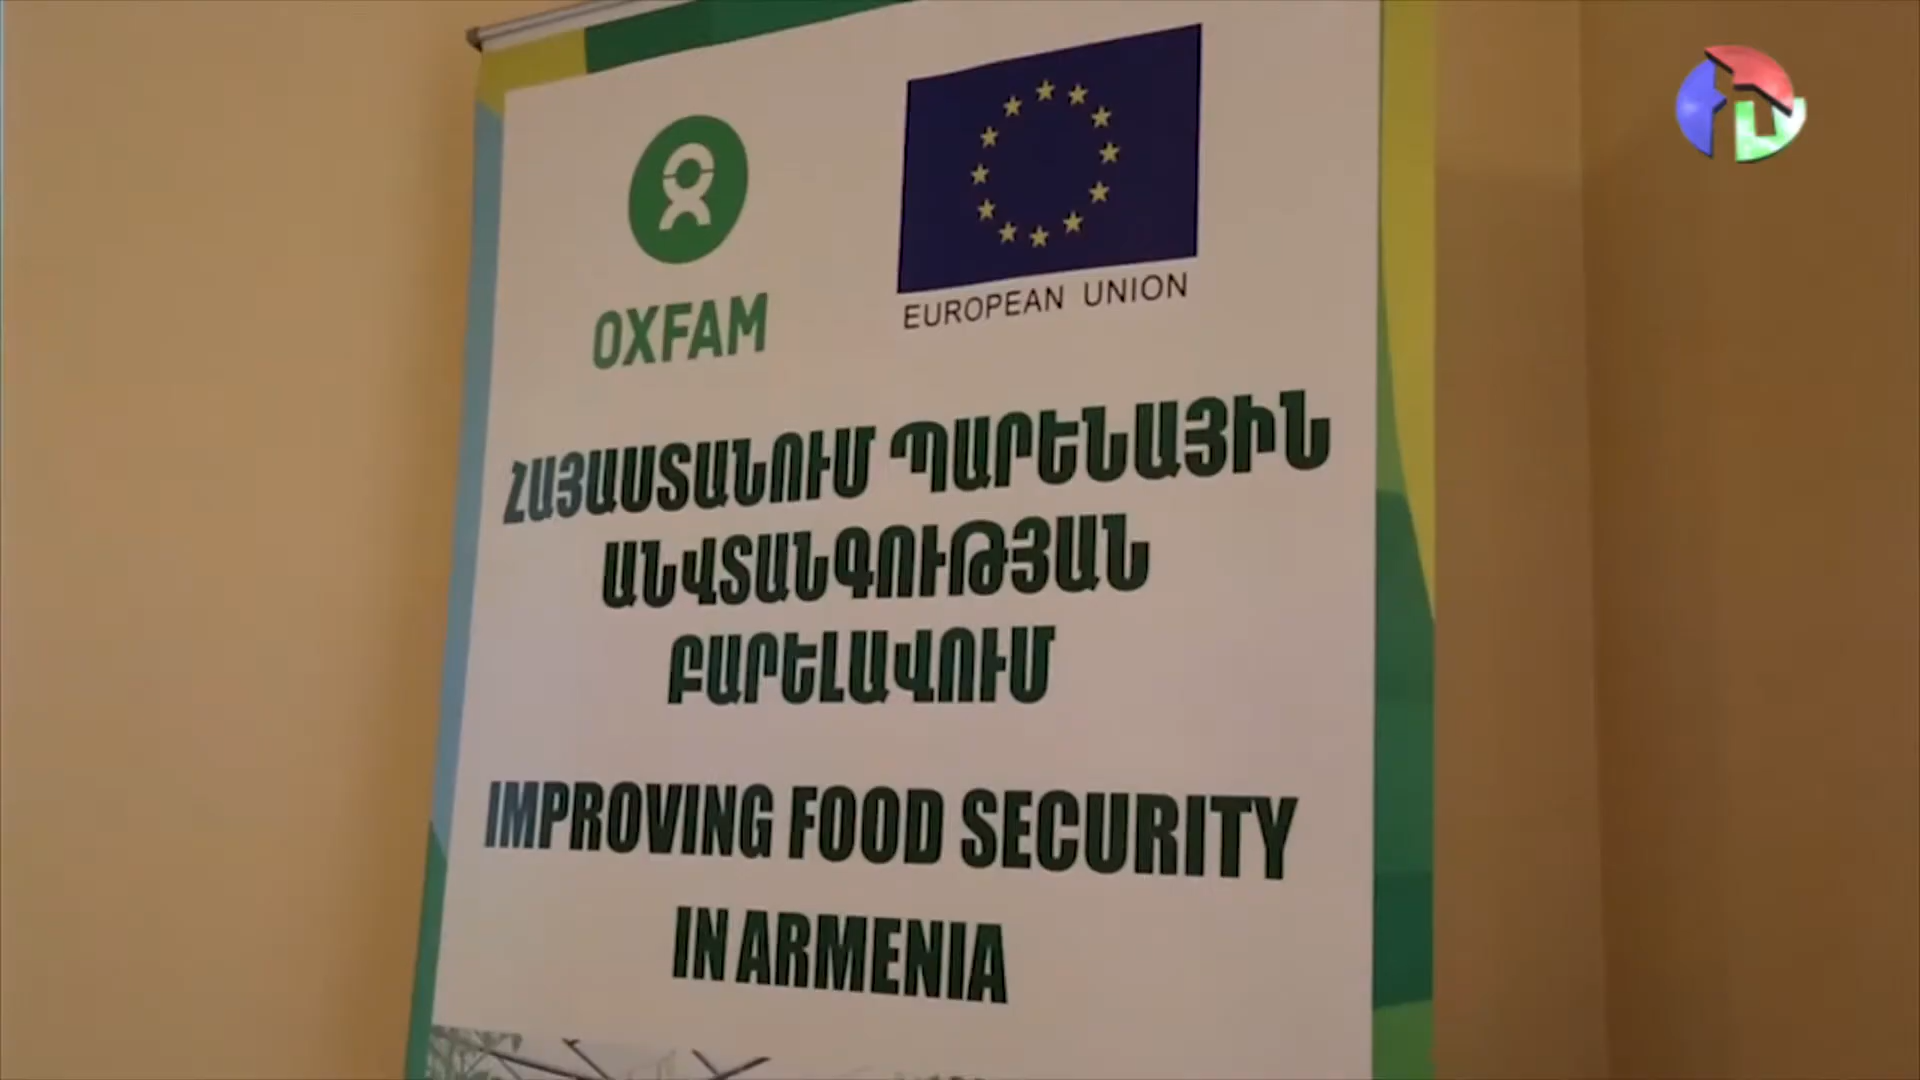 OXFAM
EUROPEAN UNION
ՀԱՅԱՍՏԱՆՈՒՄ ՊԱՐԵՆԱՅԻՆ
ԱՆՎՏԱՆԳՈՒԹՅԱՆ
ԲԱՐԵԼԱՎՈՒՄ
IMPROVING FOOD SECURITY
IN ARMENIA